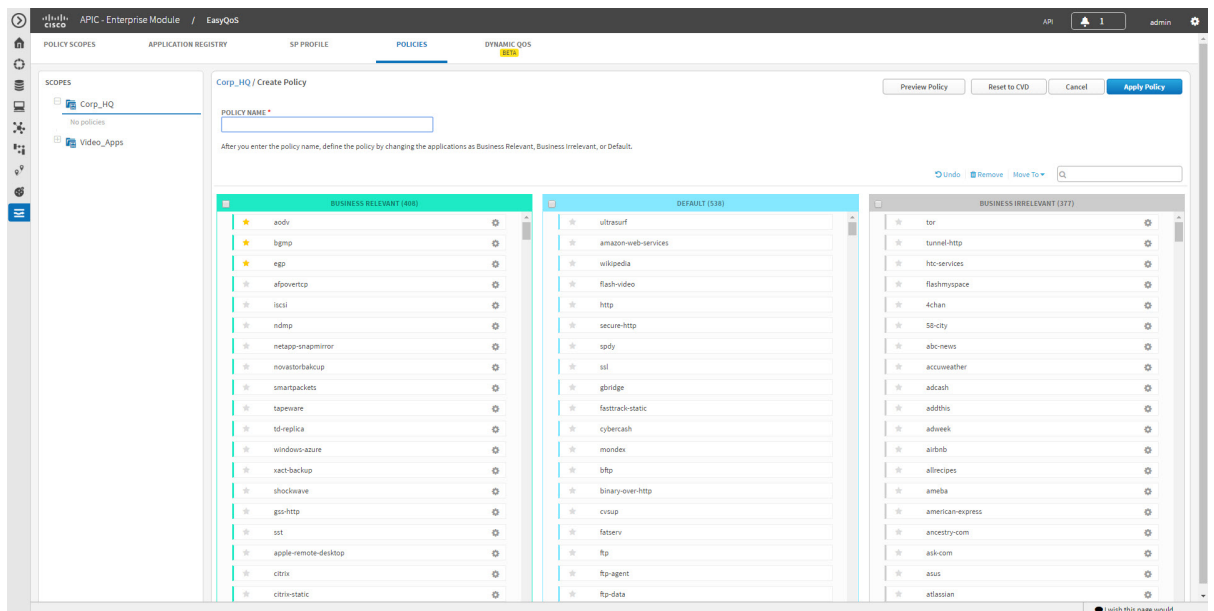 cisco APIC - Enterprise Module / EasyQoS API 1 admin
POLICY SCOPES APPLICATION REGISTRY SP PROFILE POLICIES DYNAMIC QOS
BETA
SCOPES
Corp_HQ
No policies
Video_Apps
Corp_HQ / Create Policy
Preview Policy Reset to CVD Cancel Apply Policy
POLICY NAME *
After you enter the policy name, define the policy by changing the applications as Business Relevant, Business Irrelevant, or Default.
Undo Remove Move To
BUSINESS RELEVANT (486)
aodv
bgmp
egp
afpovertcp
iscsi
ndmp
netapp-snapmirror
novastorbakcup
smartpackets
tapeware
td-replica
windows-azure
xact-backup
shockwave
gss-http
sst
apple-remote-desktop
citrix
citrix-static
DEFAULT (538)
ultrasurf
amazon-web-services
wikipedia
flash-video
http
secure-http
spdy
ssl
gbridge
fasttrack-static
cybercash
mondex
bftp
binary-over-http
cvsup
fatserv
ftp
ftp-agent
ftp-data
BUSINESS IRRELEVANT (377)
tor
tunnel-http
htc-services
flashmyspace
4chan
58-city
abc-news
accuweather
adcash
addthis
adweek
airbnb
allrecipes
ameba
american-express
ancestry-com
ask-com
asus
atlassian
I wish this page would